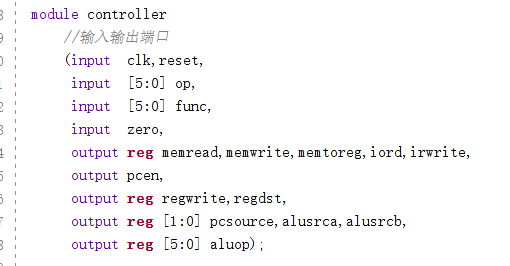 module controller
//输入输出端口
(input clk,reset,
input [5:0] op,
input [5:0] func,
input zero,
output reg memread,memwrite,memtoreg,iord,irwrite,
output pcen,
output reg regwrite,regdst,
output reg [1:0] pcsource,alusrca,alusrcb,
output reg [5:0] aluop);